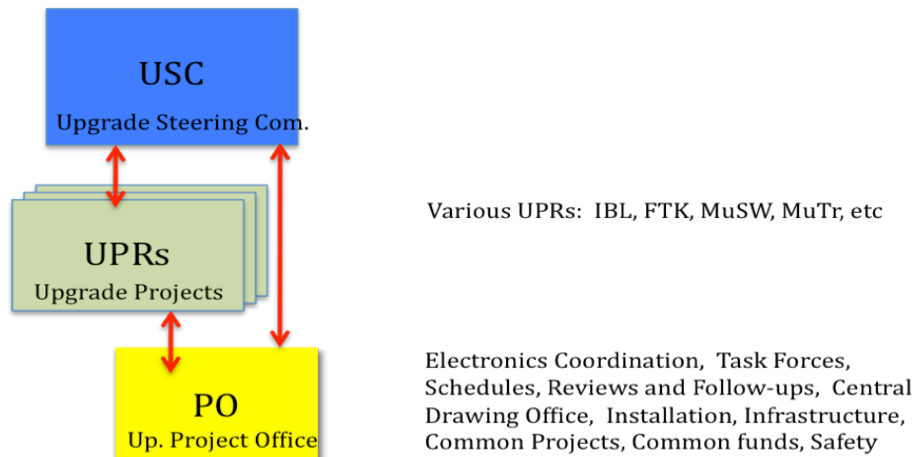 USC
Upgrade Steering Com.
Various UPRs: IBL, FTK, MuSW, MuTr, etc
UPRs
Upgrade Projects
Electronics Coordination, Task Forces,
Schedules, Reviews and Follow-ups, Central
Drawing Office, Installation, Infrastructure,
Common Projects, Common funds, Safety
PO
Up. Project Office